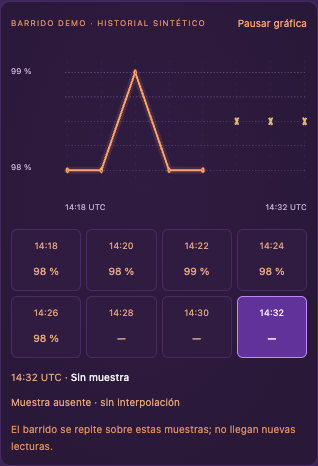 BARRIDO DEMO · HISTORIAL SINTÉTICO Pausar gráfica
99 %
98 %
14:18 UTC 14:32 UTC
14:18 14:20 14:22 14:24
98 % 98 % 99 % 98 %
14:26 14:28 14:30 14:32
98 % — — —
14:32 UTC · Sin muestra
Muestra ausente · sin interpolación
El barrido se repite sobre estas muestras; no llegan nuevas
lecturas.